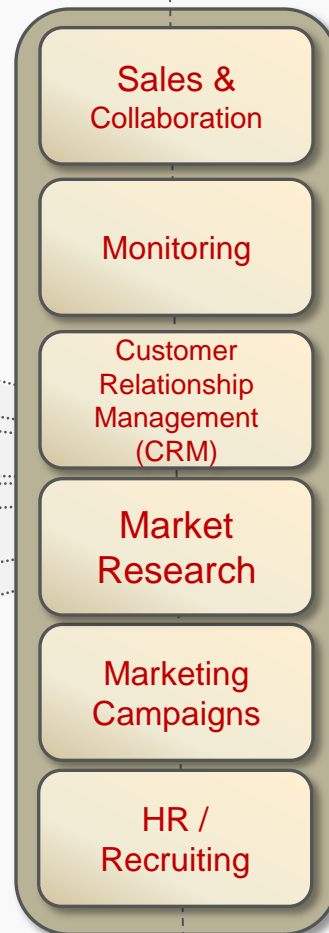 Sales &
Collaboration
Monitoring
Customer
Relationship
Management
(CRM)
Market
Research
Marketing
Campaigns
HR /
Recruiting